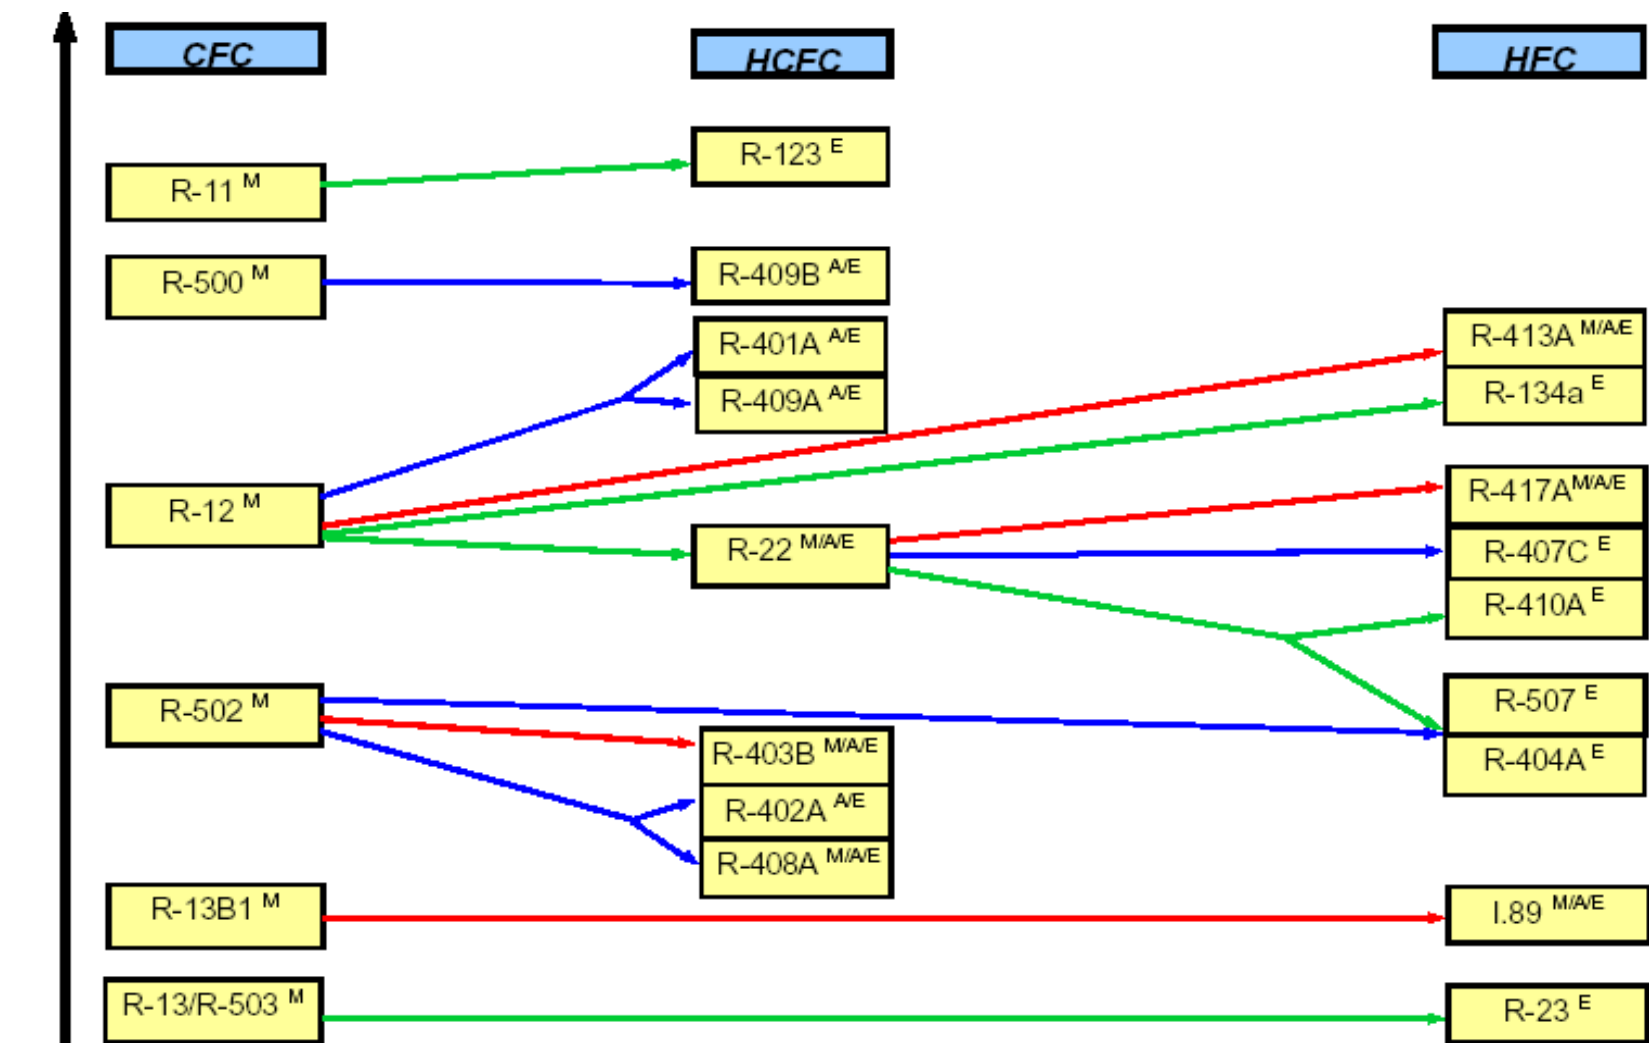 CFC
HCFC
HFC
R-123 E
R-11 M
R-500 M
R-409B A/E
R-401A A/E
R-409A A/E
R-413A M/A/E
R-134a E
R-12 M
R-22 M/A/E
R-417A M/A/E
R-407C E
R-410A E
R-502 M
R-507 E
R-403B M/A/E
R-404A E
R-402A A/E
R-408A M/A/E
R-13B1 M
I.89 M/A/E
R-13/R-503 M
R-23 E